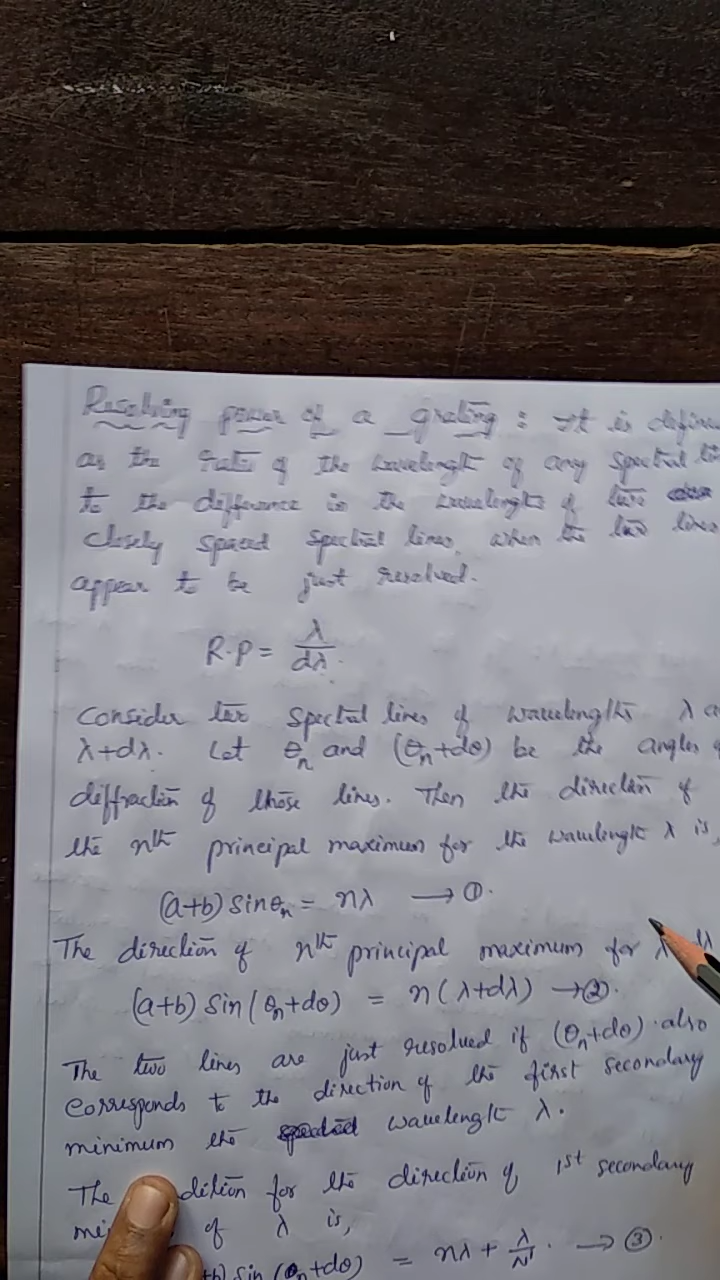 Resolving power of a grating : It is define
as the ratio of the wavelength of any spectral li
to the difference in the wavelengths of two
closely spaced spectral lines, when the two lines
appear to be just resolved.
R.P = λ/dλ.
Consider two spectral lines of wavelengths λ a
λ+dλ. Let θₙ and (θₙ+dθ) be the angles o
diffraction of those lines. Then the direction of
the nth principal maximum for the wavelength λ is,
(a+b) sinθₙ = nλ ⟶ ①.
The direction of nth principal maximum for λ+dλ
(a+b) Sin(θₙ+dθ) = n(λ+dλ) ⟶ ②.
The two lines are just resolved if (θₙ+dθ) also
corresponds to the direction of the first secondary
minimum the wavelength λ.
The dition for the direction of 1st secondary
mi of λ is,
+b) sin (θₙ+dθ) = nλ + λ/N'. ⟶ ③.